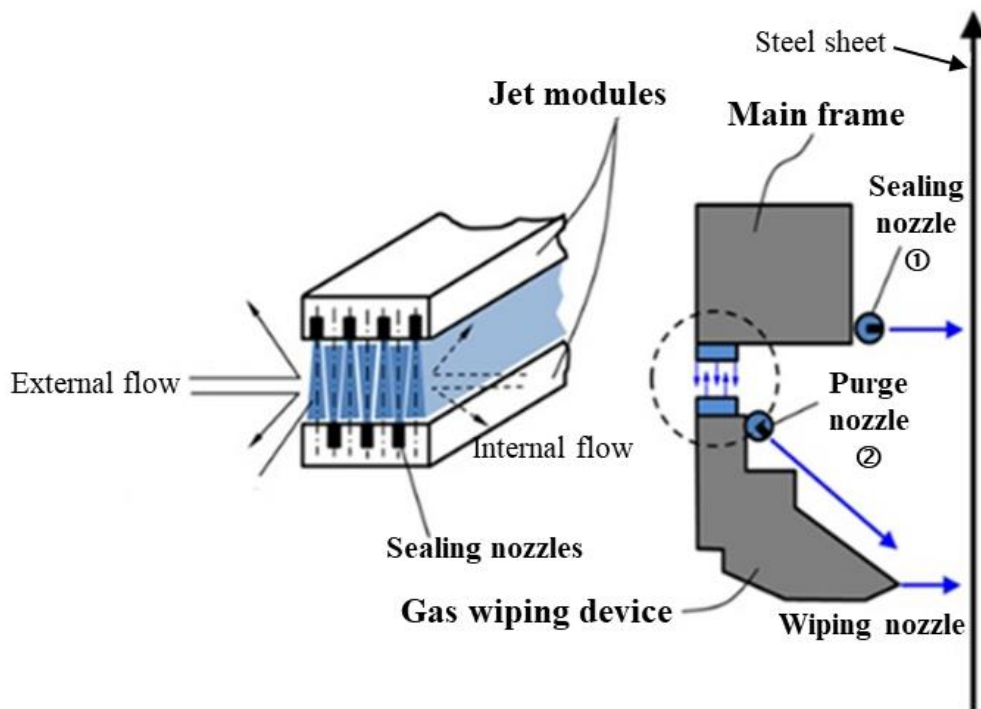 Steel sheet
Jet modules
Main frame
Sealing
nozzle
①
External flow
Purge
nozzle
②
Internal flow
Sealing nozzles
Gas wiping device
Wiping nozzle